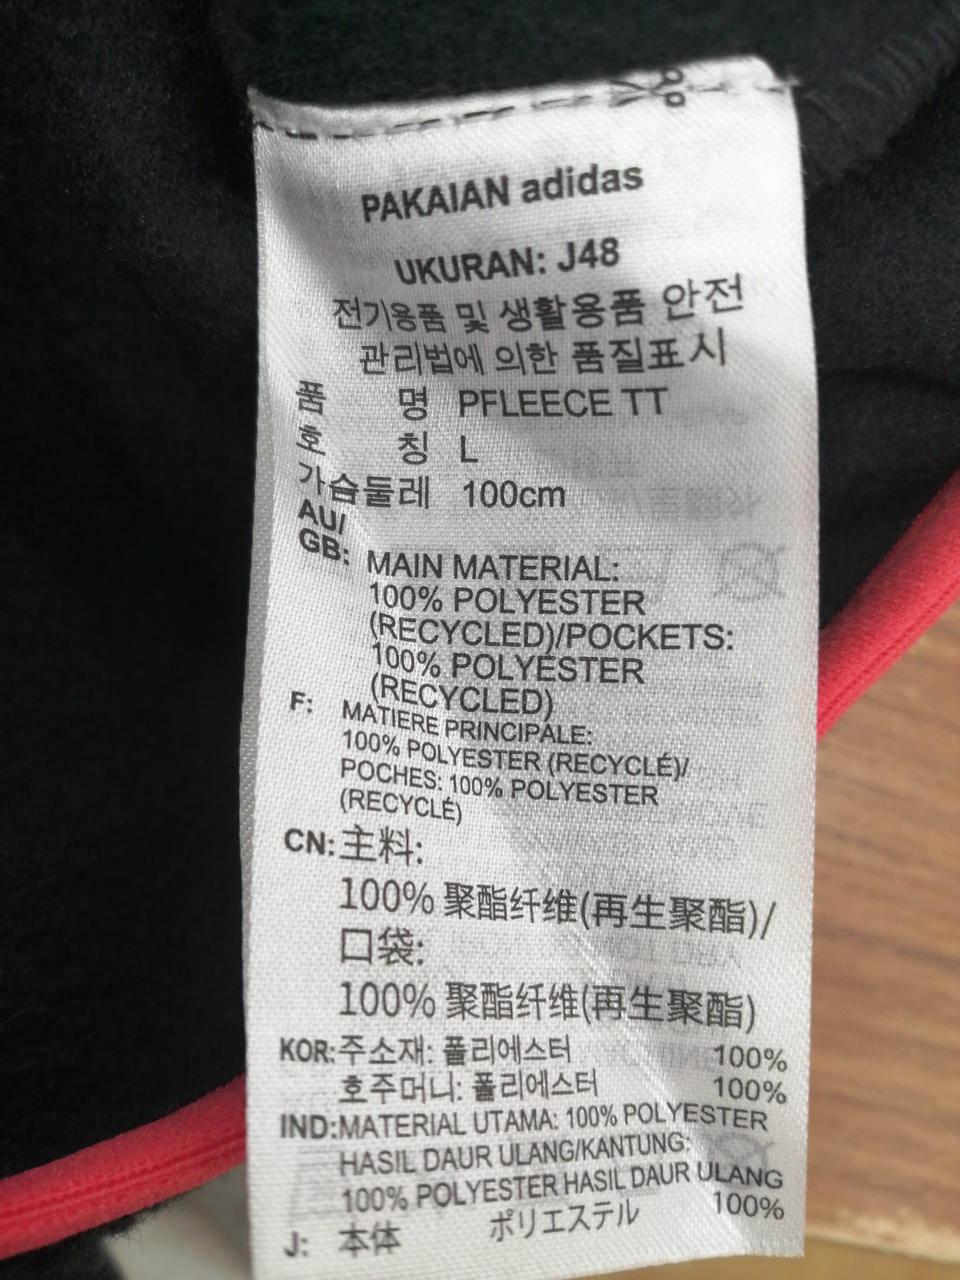 PAKAIAN adidas
UKURAN: J48
전기용품 및 생활용품 안전
관리법에 의한 품질표시
품 명 PFLEECE TT
호 칭 L
가슴둘레 100cm
AU/
GB: MAIN MATERIAL:
100% POLYESTER
(RECYCLED)/POCKETS:
100% POLYESTER
(RECYCLED)
F: MATIERE PRINCIPALE:
100% POLYESTER (RECYCLÉ)/
POCHES: 100% POLYESTER
(RECYCLÉ)
CN: 主料:
100% 聚酯纤维(再生聚酯)/
口袋:
100% 聚酯纤维(再生聚酯)
KOR: 주소재: 폴리에스터 100%
호주머니: 폴리에스터 100%
IND: MATERIAL UTAMA: 100% POLYESTER
HASIL DAUR ULANG/KANTUNG:
100% POLYESTER HASIL DAUR ULANG
J: 本体 ポリエステル 100%